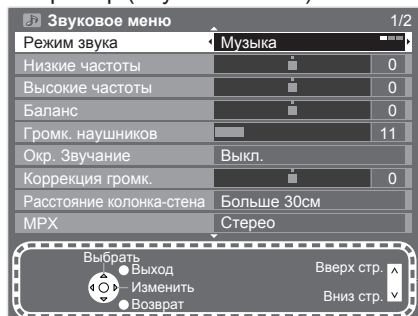 Звуковое меню 1/2
Режим звука Музыка
Низкие частоты 0
Высокие частоты 0
Баланс 0
Громк. наушников 11
Окр. Звучание Выкл.
Коррекция громк. 0
Расстояние колонка-стена Больше 30см
MPX Стерео
Выбрать
Выход Вверх стр.
Изменить
Возврат Вниз стр.